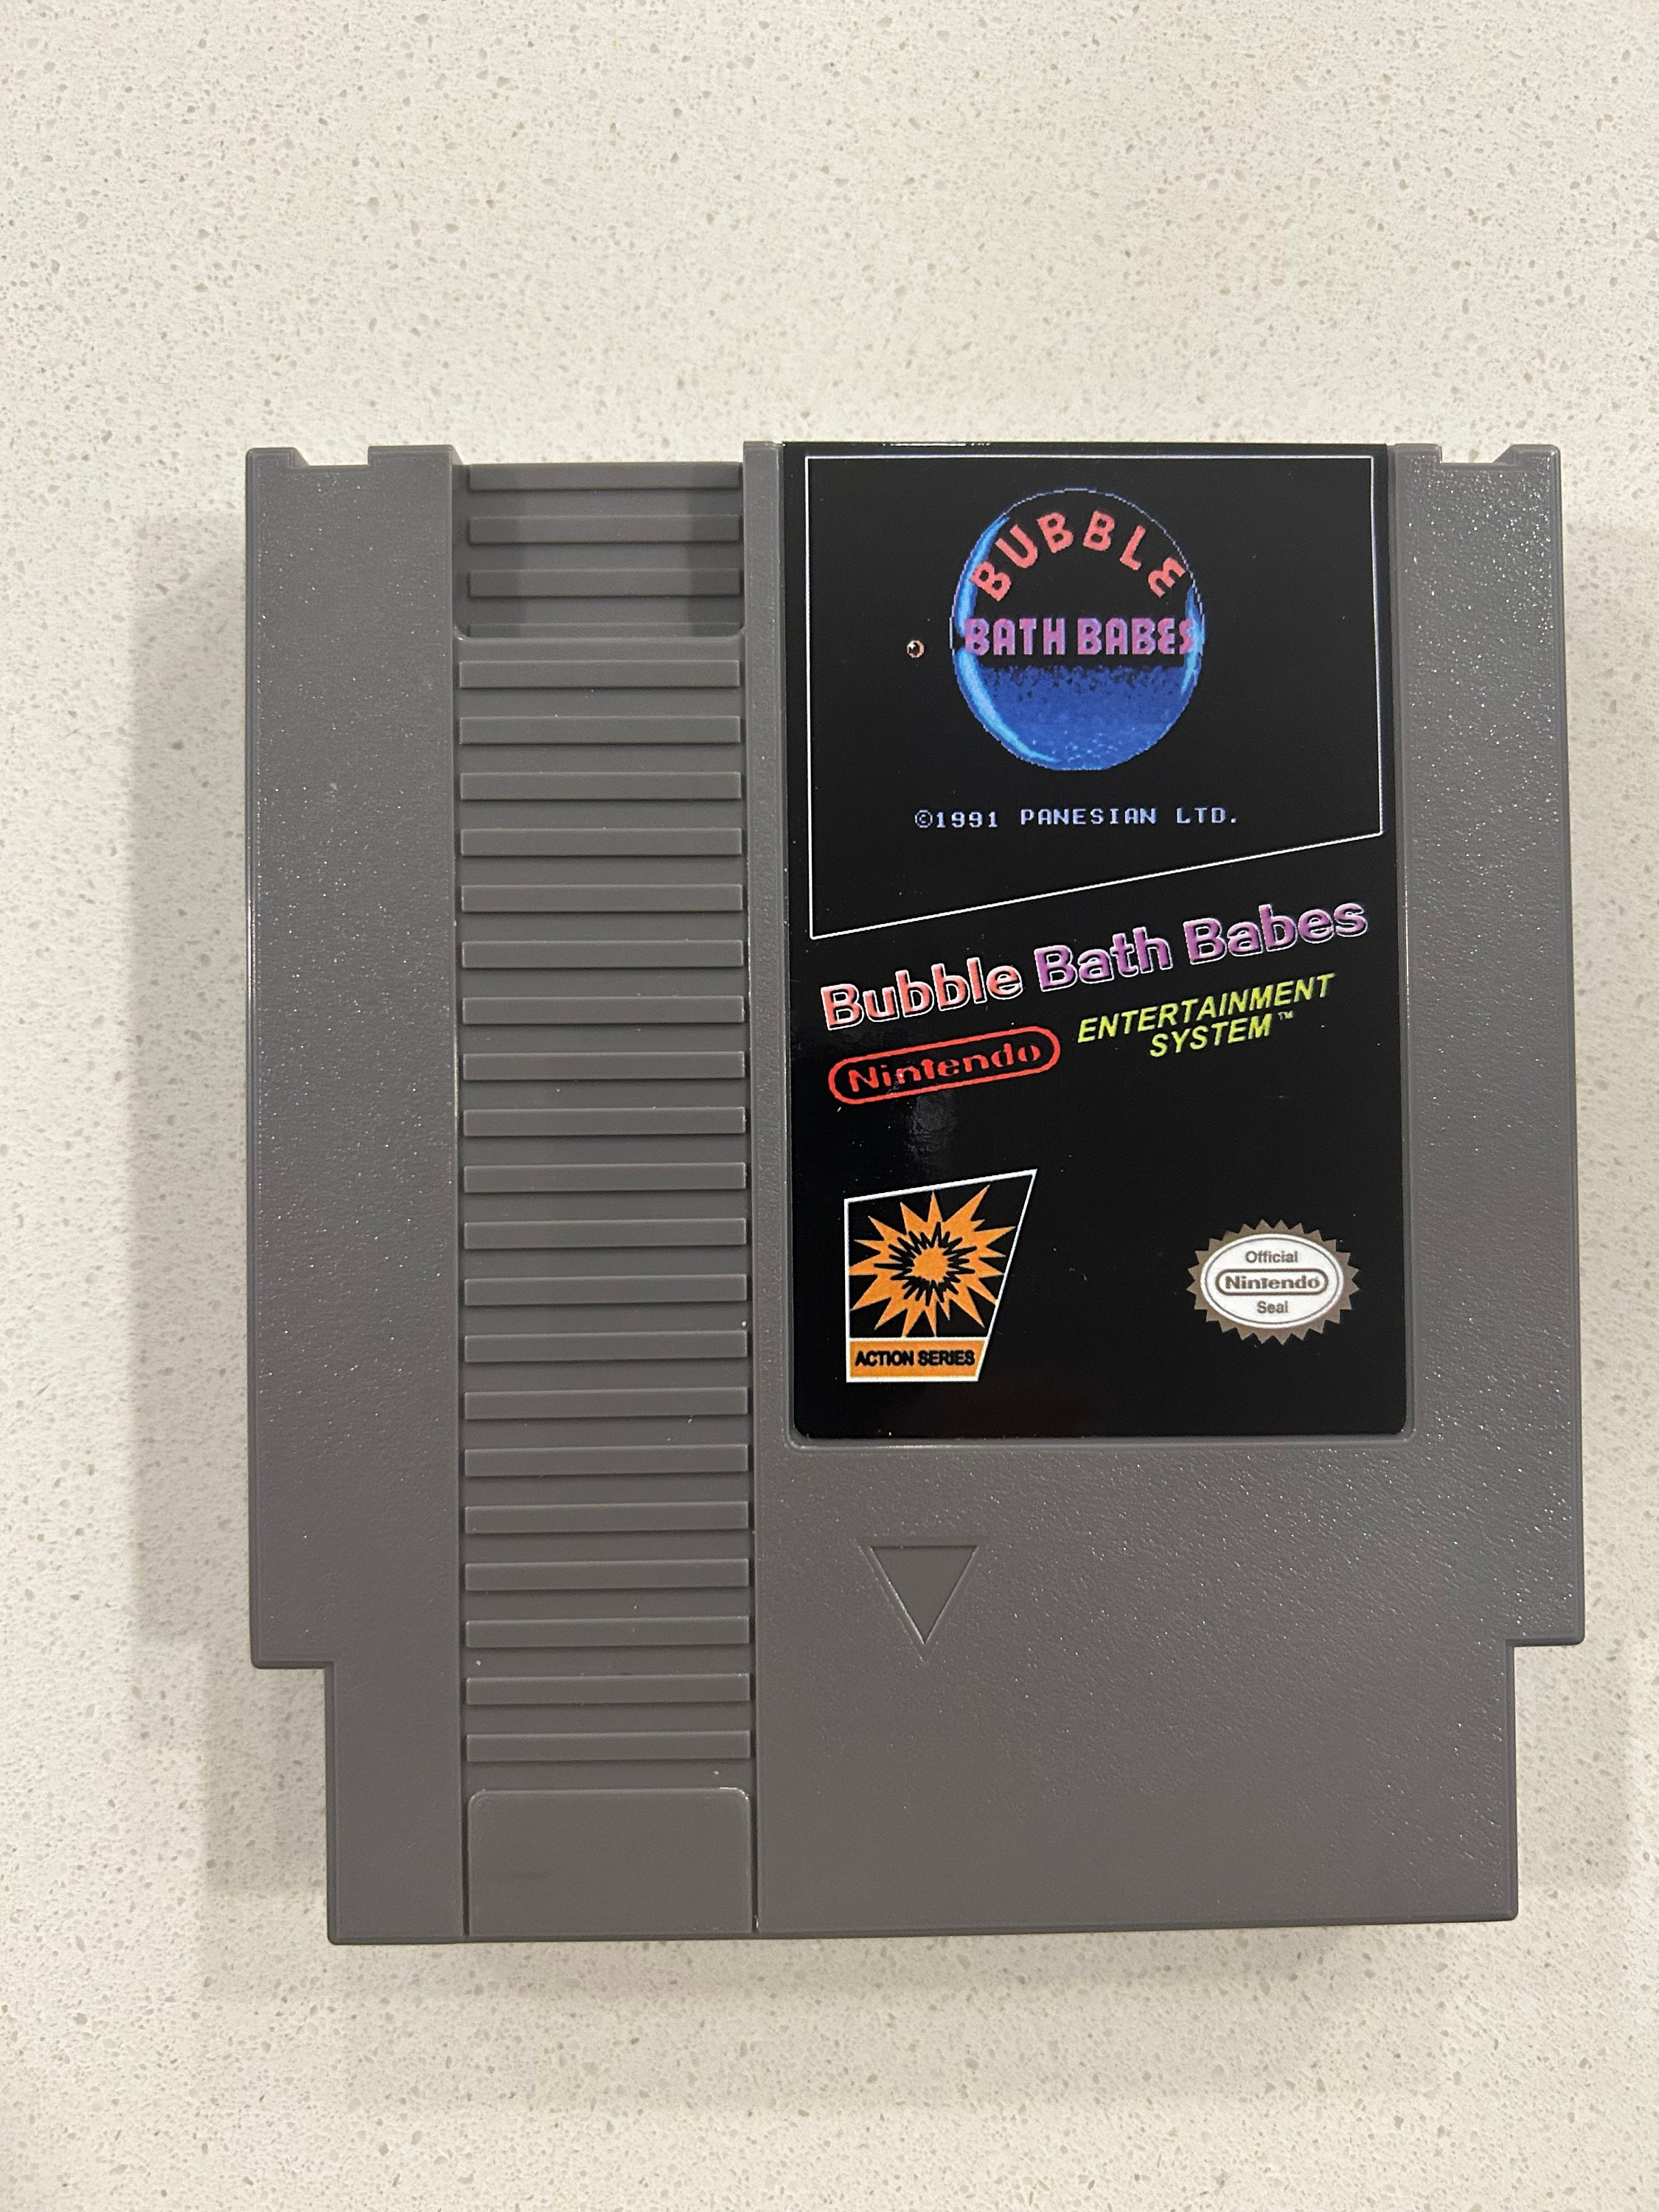 BUBBLE
BATH BABES
©1991 PANESIAN LTD.
Bubble Bath Babes
Nintendo
ENTERTAINMENT
SYSTEM™
ACTION SERIES
Official
Nintendo
Seal